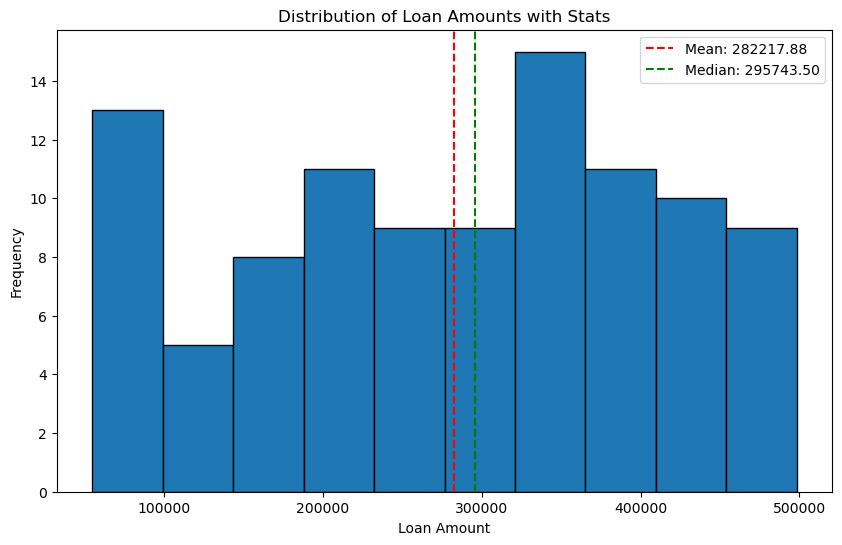 Distribution of Loan Amounts with Stats
Mean: 282217.88
Median: 295743.50
Frequency
14
12
10
8
6
4
2
0
100000 200000 300000 400000 500000
Loan Amount